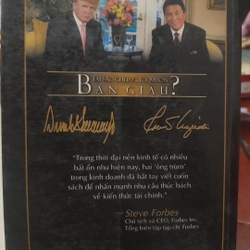 TẠI SAO CHÚNG TÔI MUỐN
BẠN GIÀU?
"Trong thời đại nền kinh tế có nhiều
bất ổn như hiện nay, hai 'ông trùm'
trong kinh doanh đã bắt tay viết cuốn
sách để nhấn mạnh nhu cầu thúc bách
về kiến thức tài chính."
Steve Forbes
Chủ tịch và CEO, Forbes Inc
Tổng biên tập tạp chí Forbes